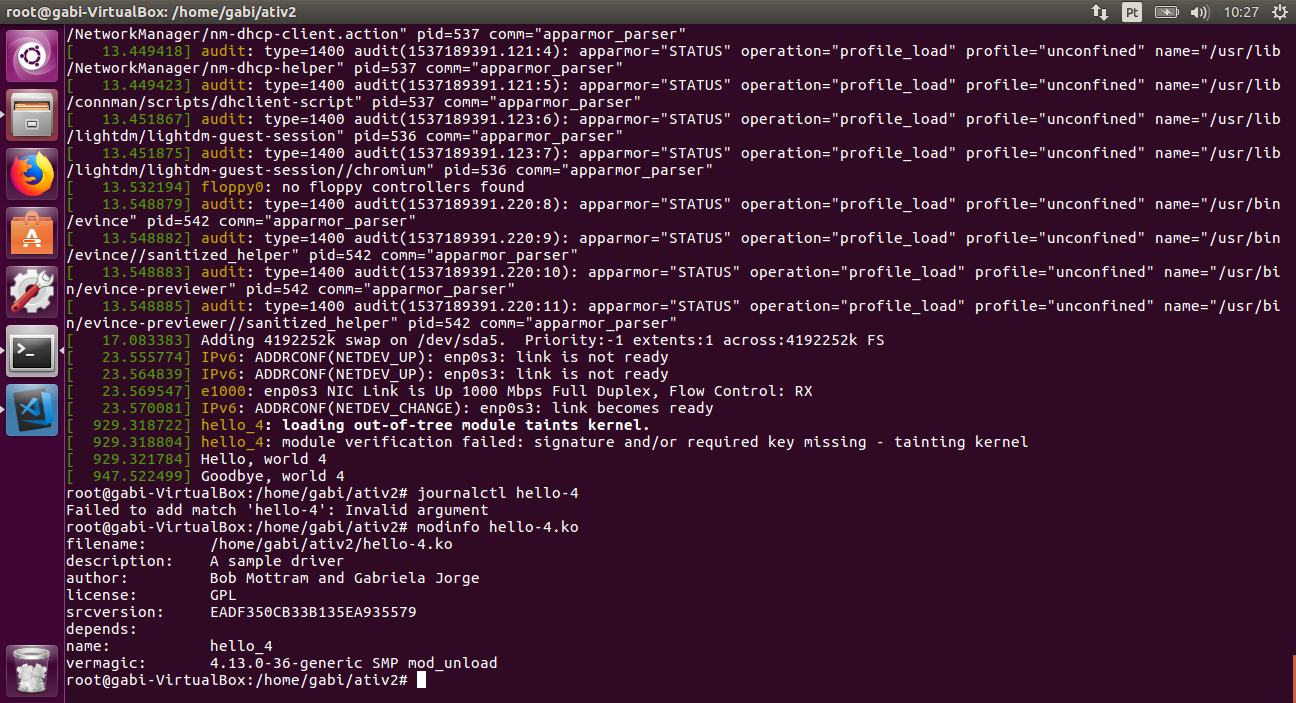 root@gabi-VirtualBox: /home/gabi/ativ2
Pt
10:27
/NetworkManager/nm-dhcp-client.action" pid=537 comm="apparmor_parser"
[   13.449418] audit: type=1400 audit(1537189391.121:4): apparmor="STATUS" operation="profile_load" profile="unconfined" name="/usr/lib
/NetworkManager/nm-dhcp-helper" pid=537 comm="apparmor_parser"
[   13.449423] audit: type=1400 audit(1537189391.121:5): apparmor="STATUS" operation="profile_load" profile="unconfined" name="/usr/lib
/connman/scripts/dhclient-script" pid=537 comm="apparmor_parser"
[   13.451867] audit: type=1400 audit(1537189391.123:6): apparmor="STATUS" operation="profile_load" profile="unconfined" name="/usr/lib
/lightdm/lightdm-guest-session" pid=536 comm="apparmor_parser"
[   13.451875] audit: type=1400 audit(1537189391.123:7): apparmor="STATUS" operation="profile_load" profile="unconfined" name="/usr/lib
/lightdm/lightdm-guest-session//chromium" pid=536 comm="apparmor_parser"
[   13.532194] floppy0: no floppy controllers found
[   13.548879] audit: type=1400 audit(1537189391.220:8): apparmor="STATUS" operation="profile_load" profile="unconfined" name="/usr/bin
/evince" pid=542 comm="apparmor_parser"
[   13.548882] audit: type=1400 audit(1537189391.220:9): apparmor="STATUS" operation="profile_load" profile="unconfined" name="/usr/bin
/evince//sanitized_helper" pid=542 comm="apparmor_parser"
[   13.548883] audit: type=1400 audit(1537189391.220:10): apparmor="STATUS" operation="profile_load" profile="unconfined" name="/usr/bi
n/evince-previewer" pid=542 comm="apparmor_parser"
[   13.548885] audit: type=1400 audit(1537189391.220:11): apparmor="STATUS" operation="profile_load" profile="unconfined" name="/usr/bi
n/evince-previewer//sanitized_helper" pid=542 comm="apparmor_parser"
[   17.083383] Adding 4192252k swap on /dev/sda5.  Priority:-1 extents:1 across:4192252k FS
[   23.555774] IPv6: ADDRCONF(NETDEV_UP): enp0s3: link is not ready
[   23.564839] IPv6: ADDRCONF(NETDEV_UP): enp0s3: link is not ready
[   23.569547] e1000: enp0s3 NIC Link is Up 1000 Mbps Full Duplex, Flow Control: RX
[   23.570081] IPv6: ADDRCONF(NETDEV_CHANGE): enp0s3: link becomes ready
[  929.318722] hello_4: loading out-of-tree module taints kernel.
[  929.318804] hello_4: module verification failed: signature and/or required key missing - tainting kernel
[  929.321784] Hello, world 4
[  947.522499] Goodbye, world 4
root@gabi-VirtualBox:/home/gabi/ativ2# journalctl hello-4
Failed to add match 'hello-4': Invalid argument
root@gabi-VirtualBox:/home/gabi/ativ2# modinfo hello-4.ko
filename:       /home/gabi/ativ2/hello-4.ko
description:    A sample driver
author:         Bob Mottram and Gabriela Jorge
license:        GPL
srcversion:     EADF350CB33B135EA935579
depends:
name:           hello_4
vermagic:       4.13.0-36-generic SMP mod_unload
root@gabi-VirtualBox:/home/gabi/ativ2#